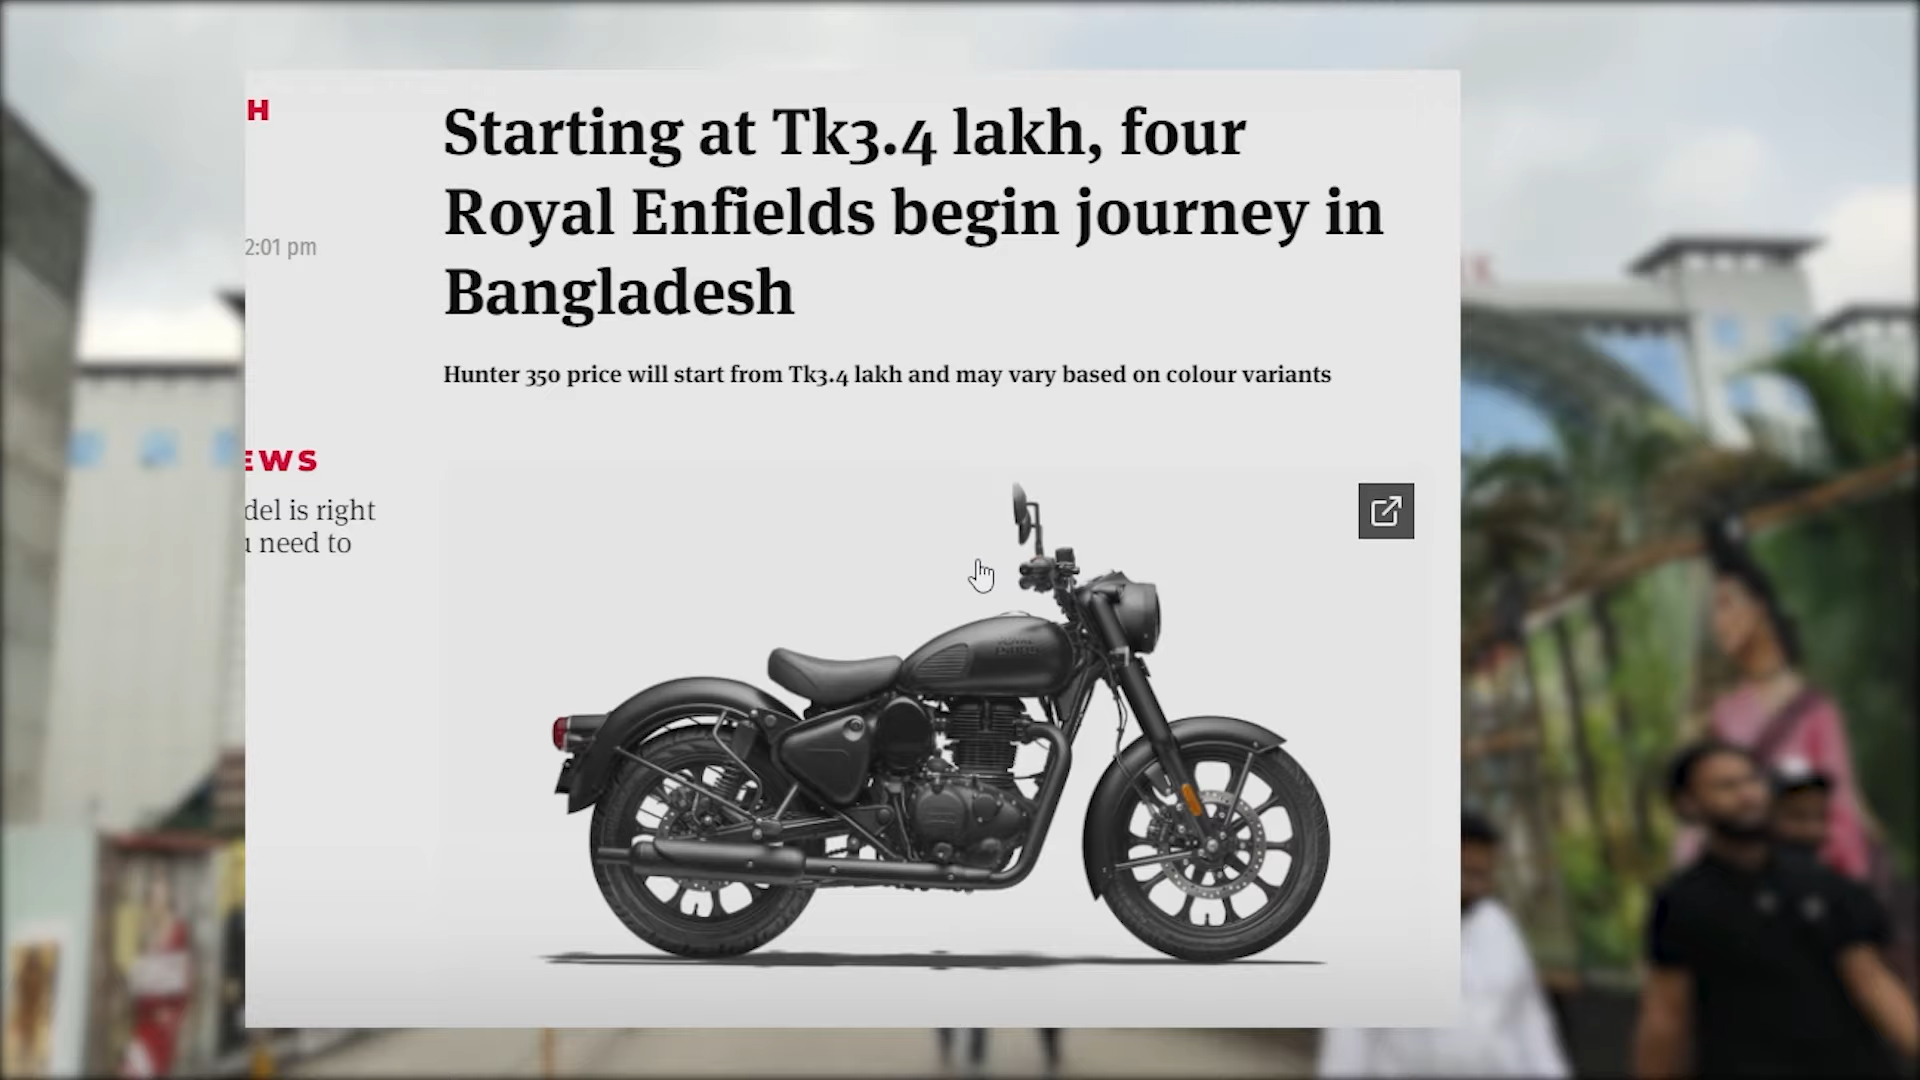 H
Starting at Tk3.4 lakh, four
Royal Enfields begin journey in
Bangladesh
2:01 pm
Hunter 350 price will start from Tk3.4 lakh and may vary based on colour variants
EWS
del is right
need to